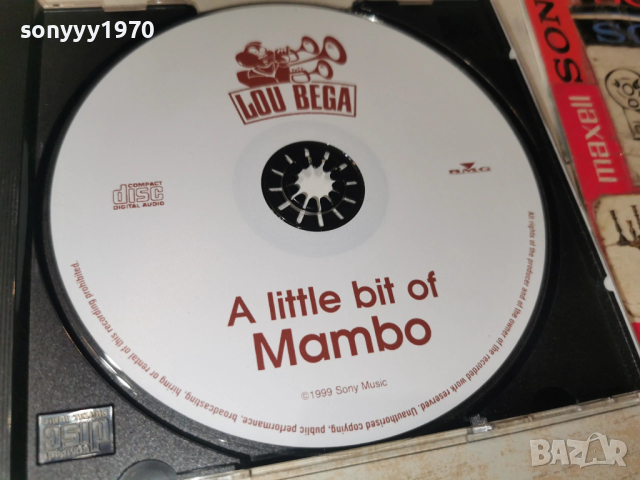 sonyyy1970
LOU BEGA
COMPACT
disc
DIGITAL AUDIO
BMG
A little bit of
Mambo
©1999 Sony Music
All rights of the producer and of the owner of the recorded work reserved. Unauthorised copying, public performance, broadcasting, hiring or rental of this recording prohibited.
maxell
SON
SO
BAZAR
bg